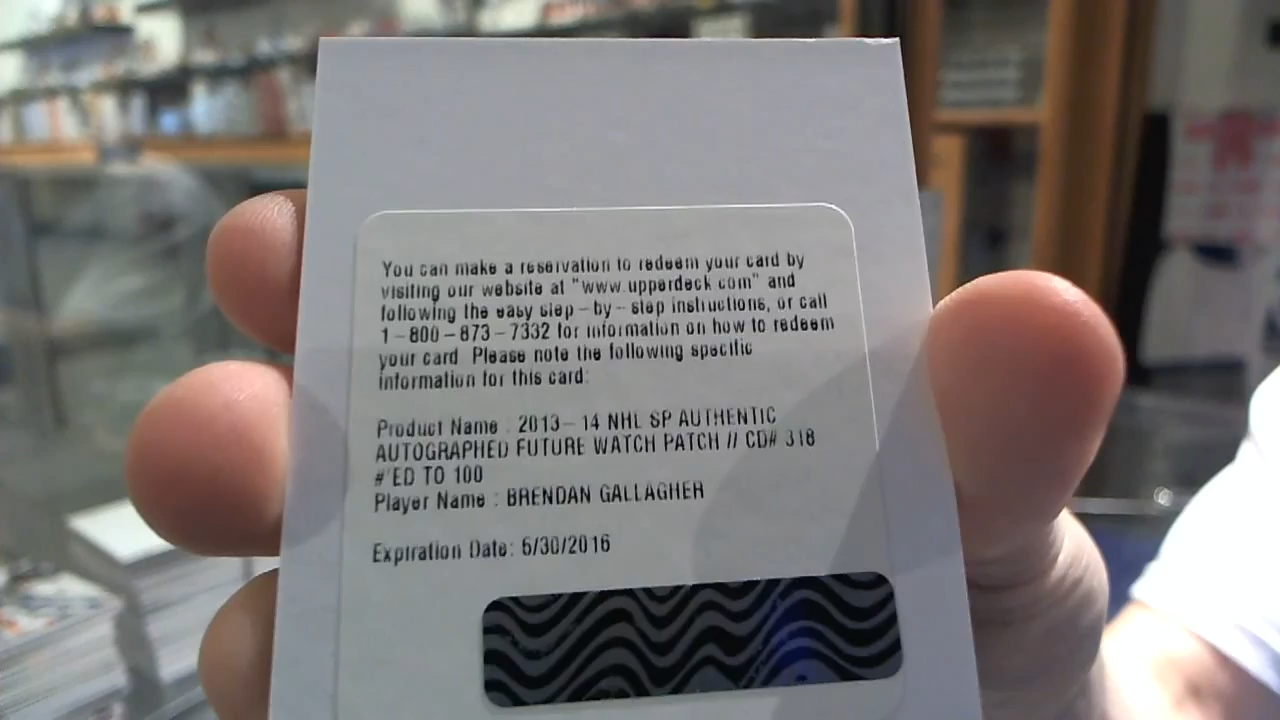 You can make a reservation to redeem your card by
visiting our website at "www.upperdeck.com" and
following the easy step-by-step instructions, or call
1-800-873-7332 for information on how to redeem
your card. Please note the following specific
information for this card:
Product Name : 2013-14 NHL SP AUTHENTIC
AUTOGRAPHED FUTURE WATCH PATCH // CD# 318
#'ED TO 100
Player Name : BRENDAN GALLAGHER
Expiration Date: 5/30/2016